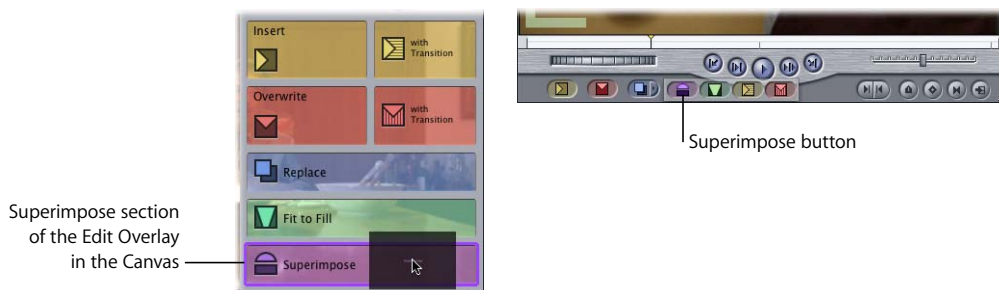 Insert
with
Transition
Overwrite
with
Transition
Replace
Fit to Fill
Superimpose
Superimpose section
of the Edit Overlay
in the Canvas
Superimpose button